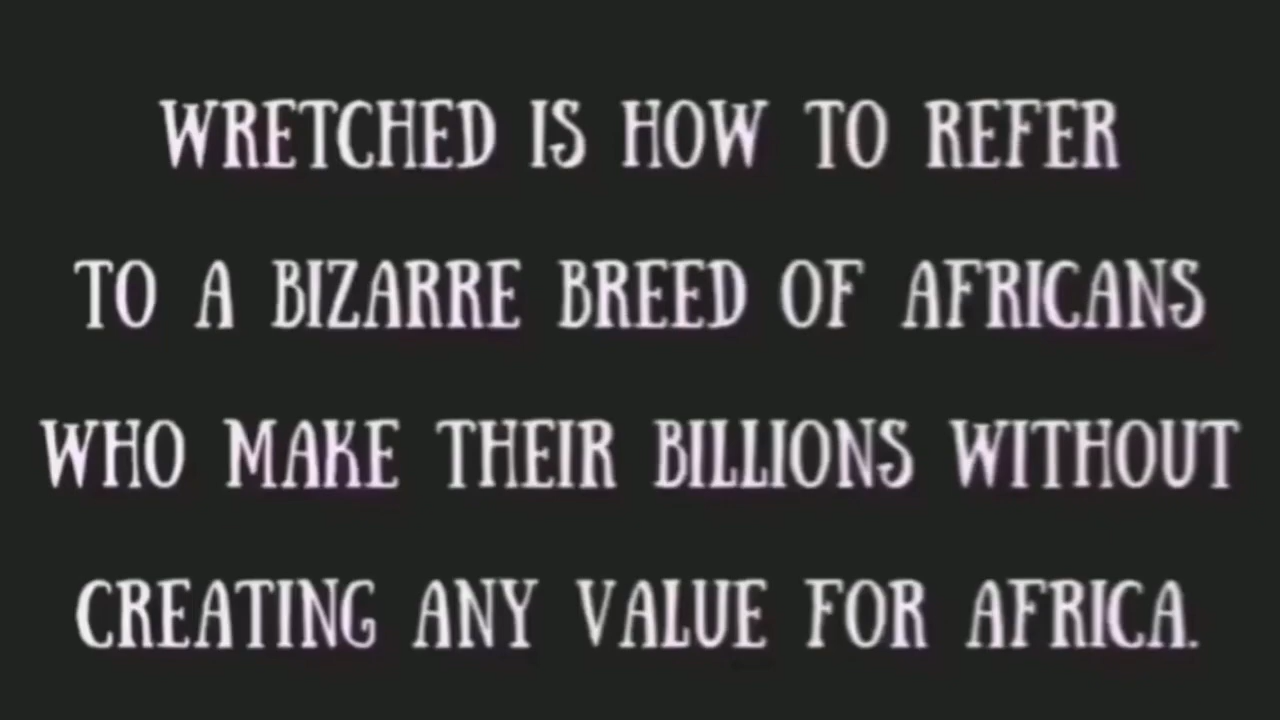 WRETCHED IS HOW TO REFER
TO A BIZARRE BREED OF AFRICANS
WHO MAKE THEIR BILLIONS WITHOUT
CREATING ANY VALUE FOR AFRICA.